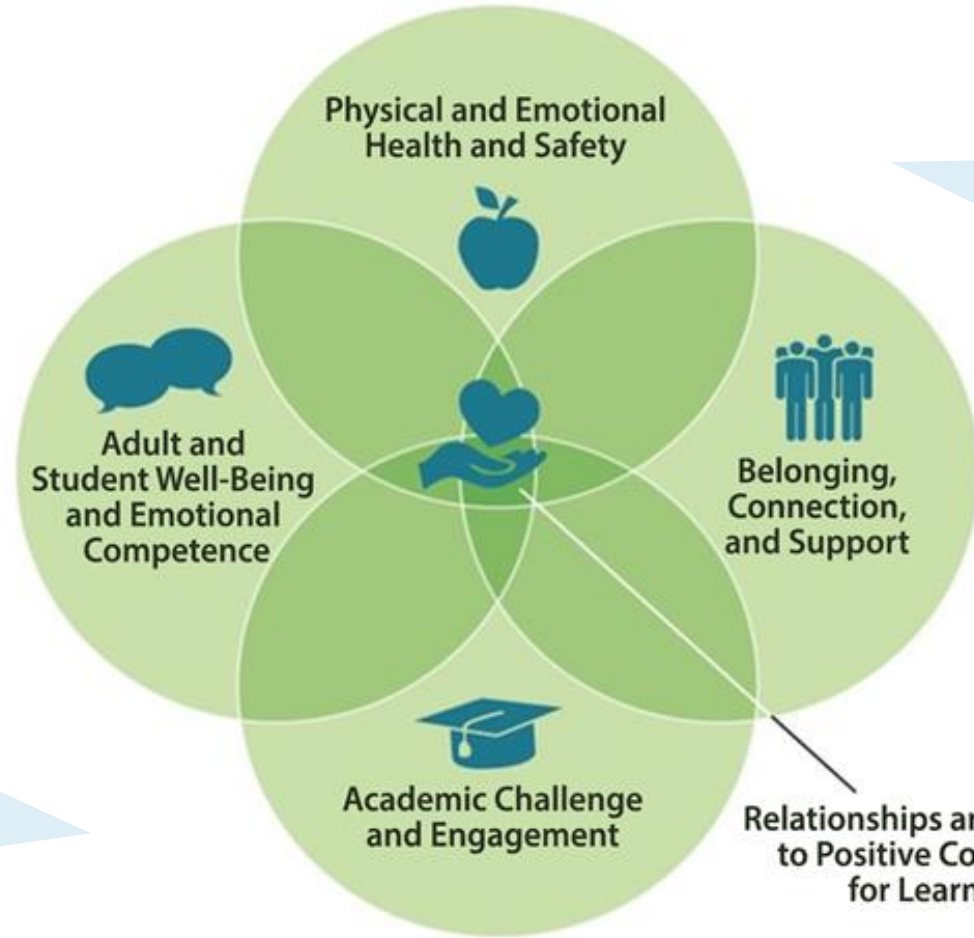 Physical and Emotional
Health and Safety
Adult and
Student Well-Being
and Emotional
Competence
Belonging,
Connection,
and Support
Academic Challenge
and Engagement
Relationships
to Positive
for